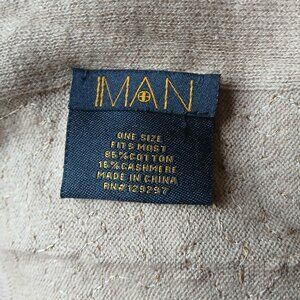 IMAN
ONE SIZE
FITS MOST
85%COTTON
15%CASHMERE
MADE IN CHINA
RN#129297